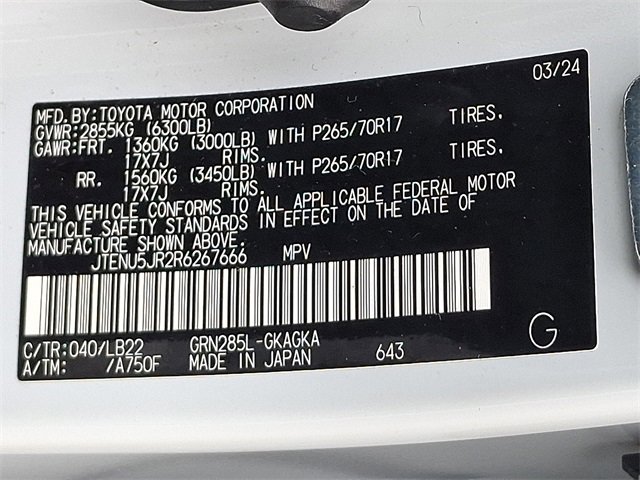 03/24
MFD. BY: TOYOTA MOTOR CORPORATION
GVWR: 2855KG (6300LB)
GAWR: FRT. 1360KG (3000LB) WITH P265/70R17 TIRES.
17X7J RIMS.
RR. 1560KG (3450LB) WITH P265/70R17 TIRES.
17X7J RIMS.
THIS VEHICLE CONFORMS TO ALL APPLICABLE FEDERAL MOTOR
VEHICLE SAFETY STANDARDS IN EFFECT ON THE DATE OF
MANUFACTURE SHOWN ABOVE.
JTENU5JR2R6267666 MPV
C/TR: 040/LB22 GRN285L-GKAGKA
A/TM: /A750F MADE IN JAPAN 643
G